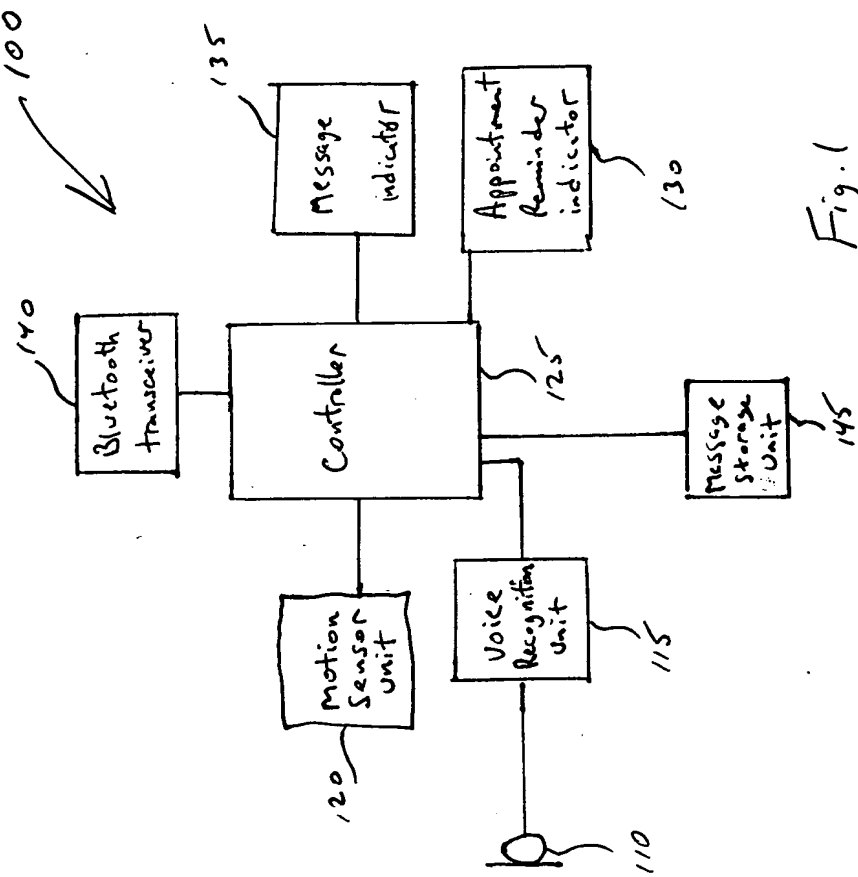 100
140
Bluetooth
transceiver
135
Message
indicator
Motion
Sensor
Unit
120
Controller
Appointment
Reminder
indicator
130
125
Voice
Recognition
Unit
115
110
Message
Storage
Unit
145
Fig. 1